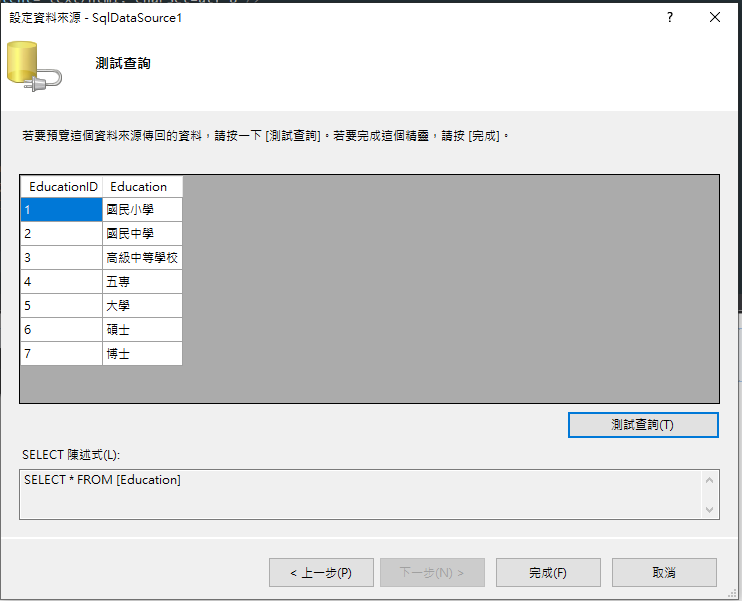 設定資料來源 - SqlDataSource1
測試查詢
若要預覽這個資料來源傳回的資料，請按一下 [測試查詢]。若要完成這個精靈，請按 [完成]。
EducationID Education
1 國民小學
2 國民中學
3 高級中等學校
4 五専
5 大學
6 碩士
7 博士
測試查詢(T)
SELECT 陳述式(L):
SELECT * FROM [Education]
< 上一步(P) 下一步(N) > 完成(F) 取消